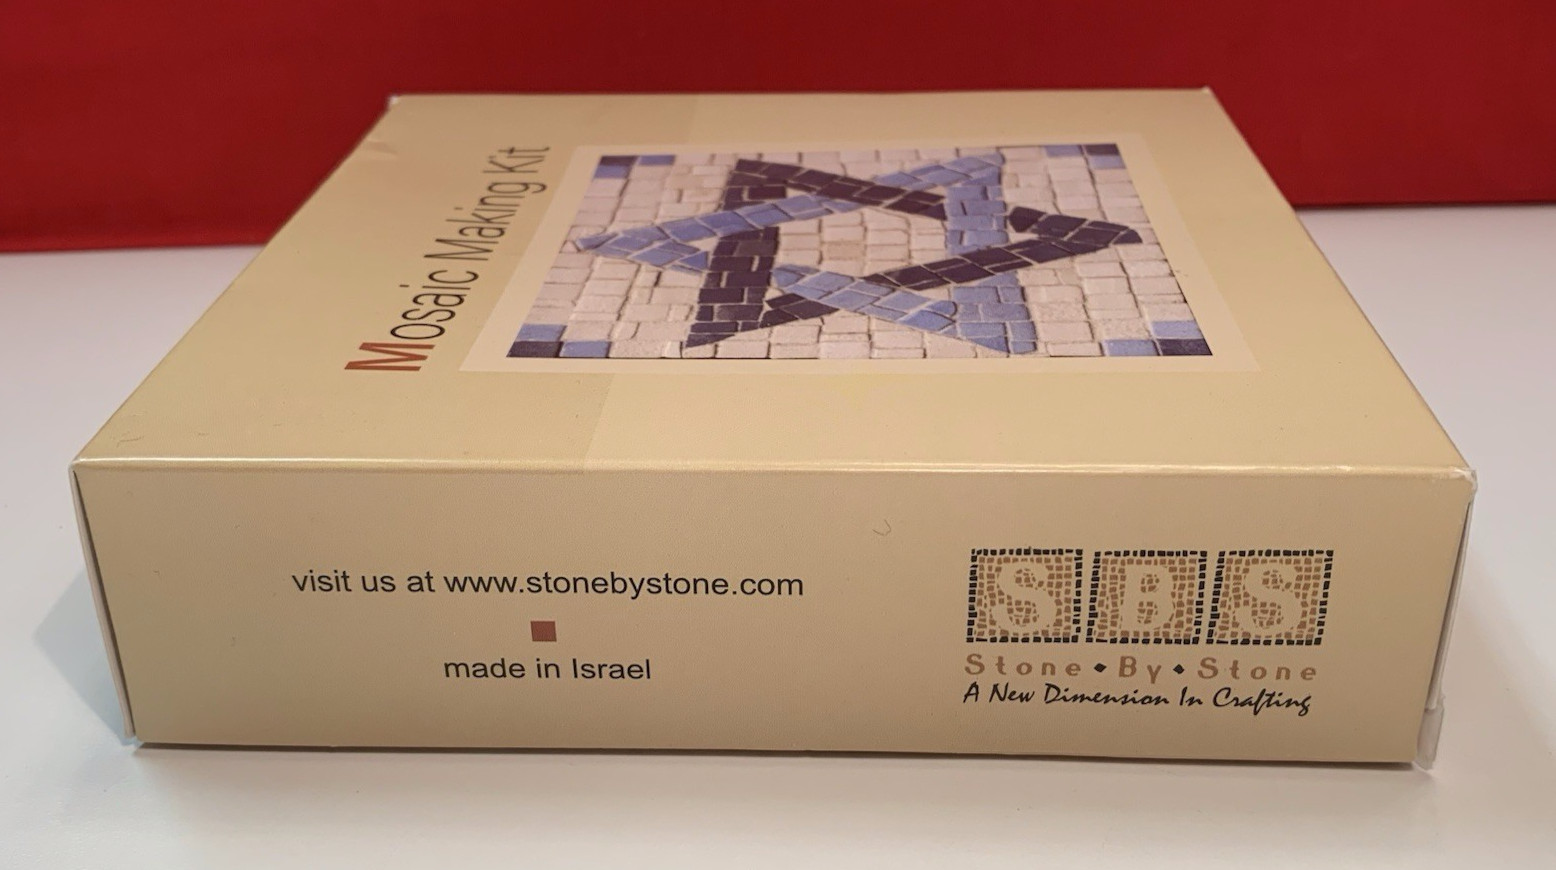 Mosaic Making Kit
visit us at www.stonebystone.com
made in Israel
SBS
Stone • By • Stone
A New Dimension In Crafting